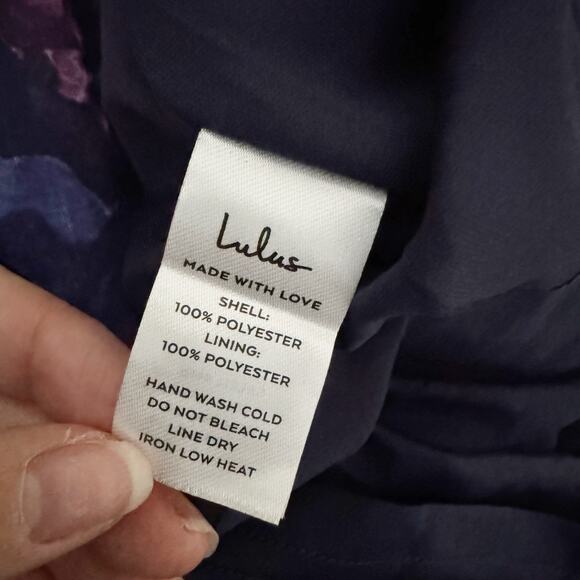 Lulus
MADE WITH LOVE
SHELL:
100% POLYESTER
LINING:
100% POLYESTER
HAND WASH COLD
DO NOT BLEACH
LINE DRY
IRON LOW HEAT